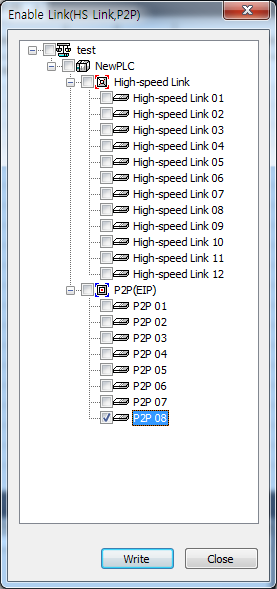 Enable Link(HS Link,P2P)
test
NewPLC
High-speed Link
High-speed Link 01
High-speed Link 02
High-speed Link 03
High-speed Link 04
High-speed Link 05
High-speed Link 06
High-speed Link 07
High-speed Link 08
High-speed Link 09
High-speed Link 10
High-speed Link 11
High-speed Link 12
P2P(EIP)
P2P 01
P2P 02
P2P 03
P2P 04
P2P 05
P2P 06
P2P 07
P2P 08
Write Close